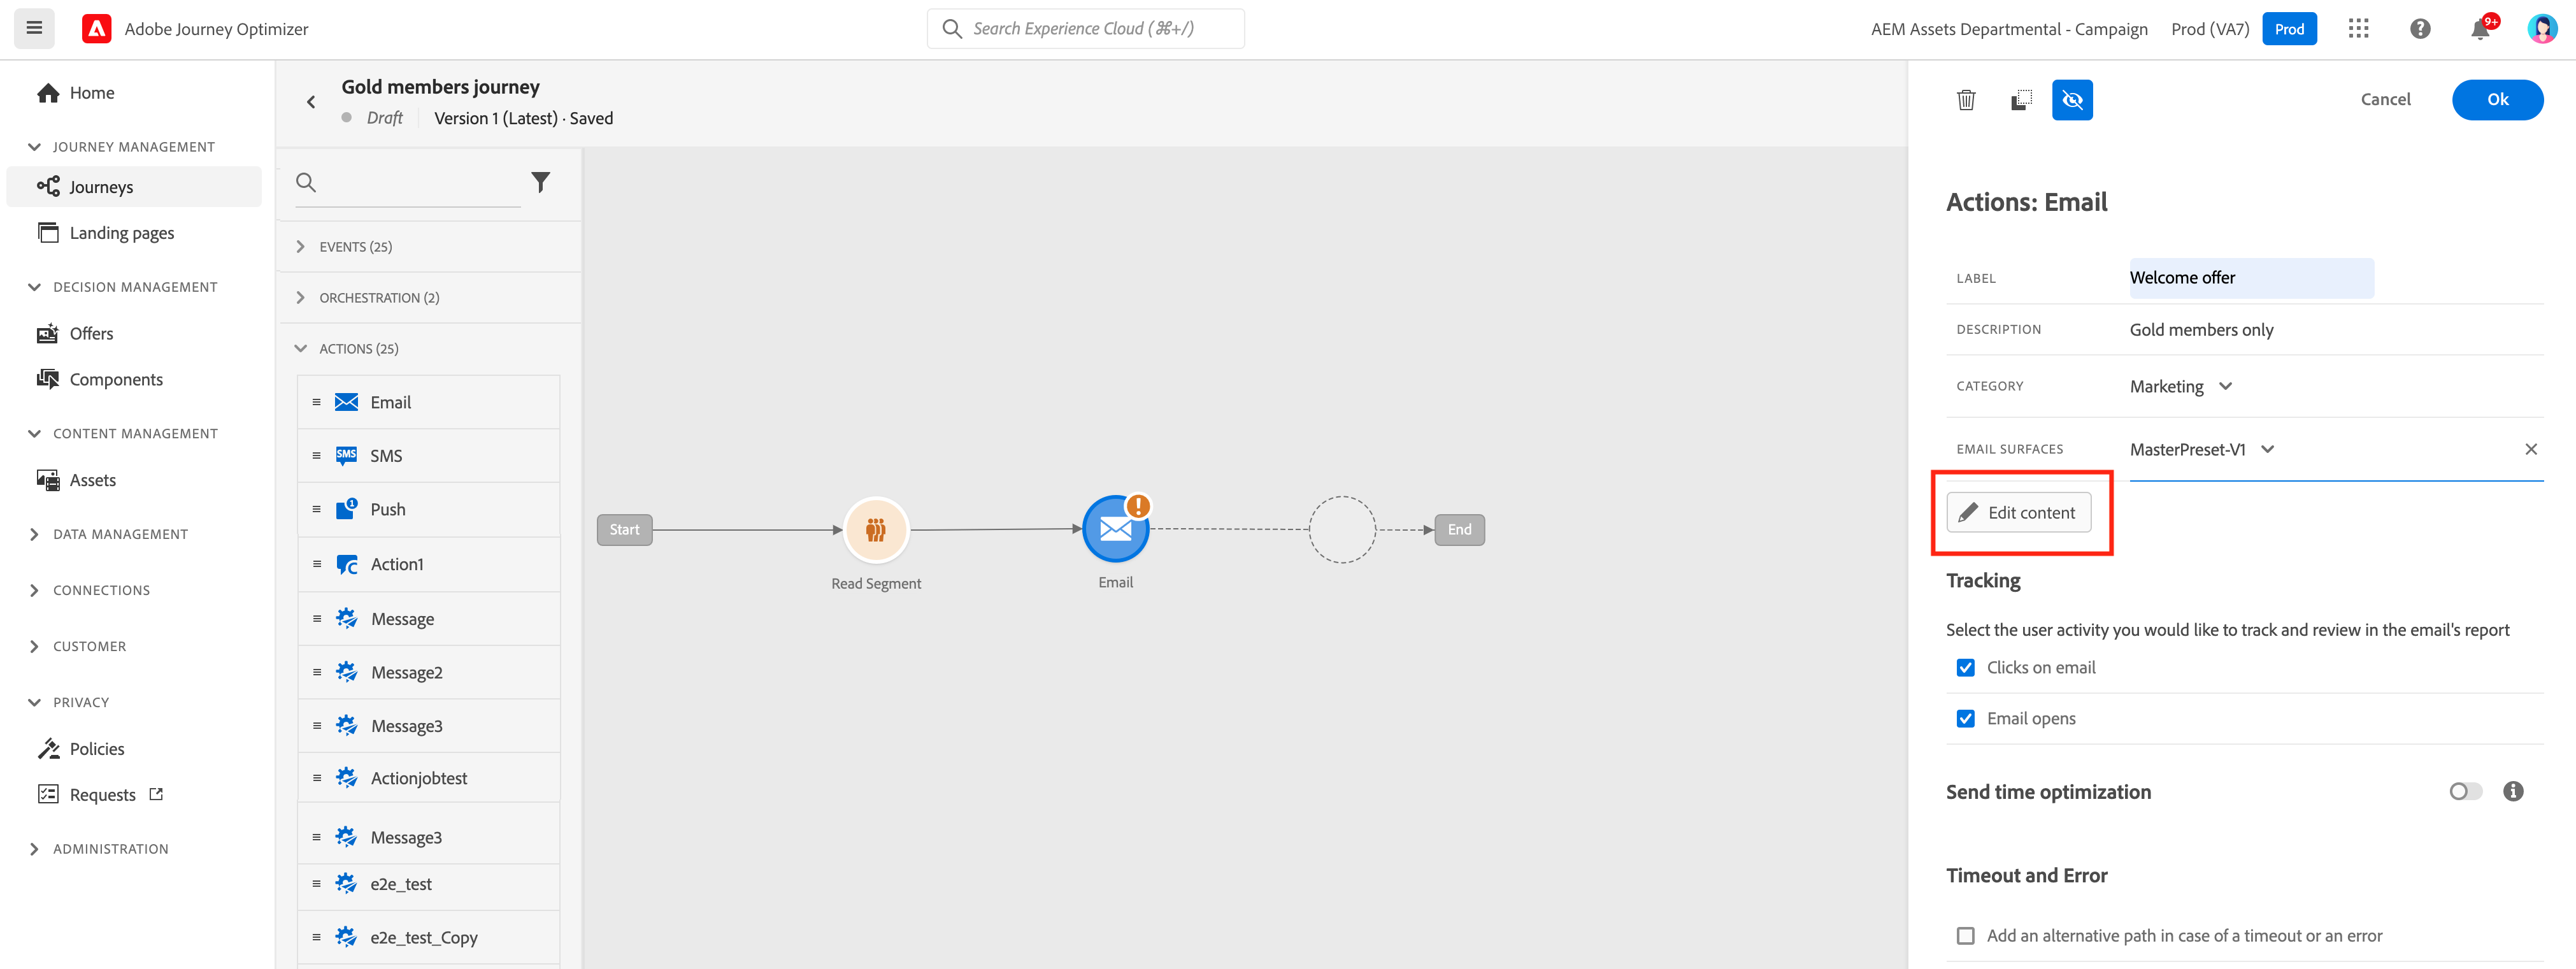 Adobe Journey Optimizer
Search Experience Cloud (⌘+/)
AEM Assets Departmental - Campaign
Prod (VA7)
Prod
9+
Home
JOURNEY MANAGEMENT
Journeys
Landing pages
DECISION MANAGEMENT
Offers
Components
CONTENT MANAGEMENT
Assets
DATA MANAGEMENT
CONNECTIONS
CUSTOMER
PRIVACY
Policies
Requests
ADMINISTRATION
Gold members journey
Draft
Version 1 (Latest) · Saved
EVENTS (25)
ORCHESTRATION (2)
ACTIONS (25)
Email
SMS
SMS
Push
1
Action1
Message
Message2
Message3
Actionjobtest
Message3
e2e_test
e2e_test_Copy
Start
Read Segment
!
Email
End
Cancel
Ok
Actions: Email
LABEL
Welcome offer
DESCRIPTION
Gold members only
CATEGORY
Marketing
EMAIL SURFACES
MasterPreset-V1
Edit content
Tracking
Select the user activity you would like to track and review in the email's report
Clicks on email
Email opens
Send time optimization
Timeout and Error
Add an alternative path in case of a timeout or an error